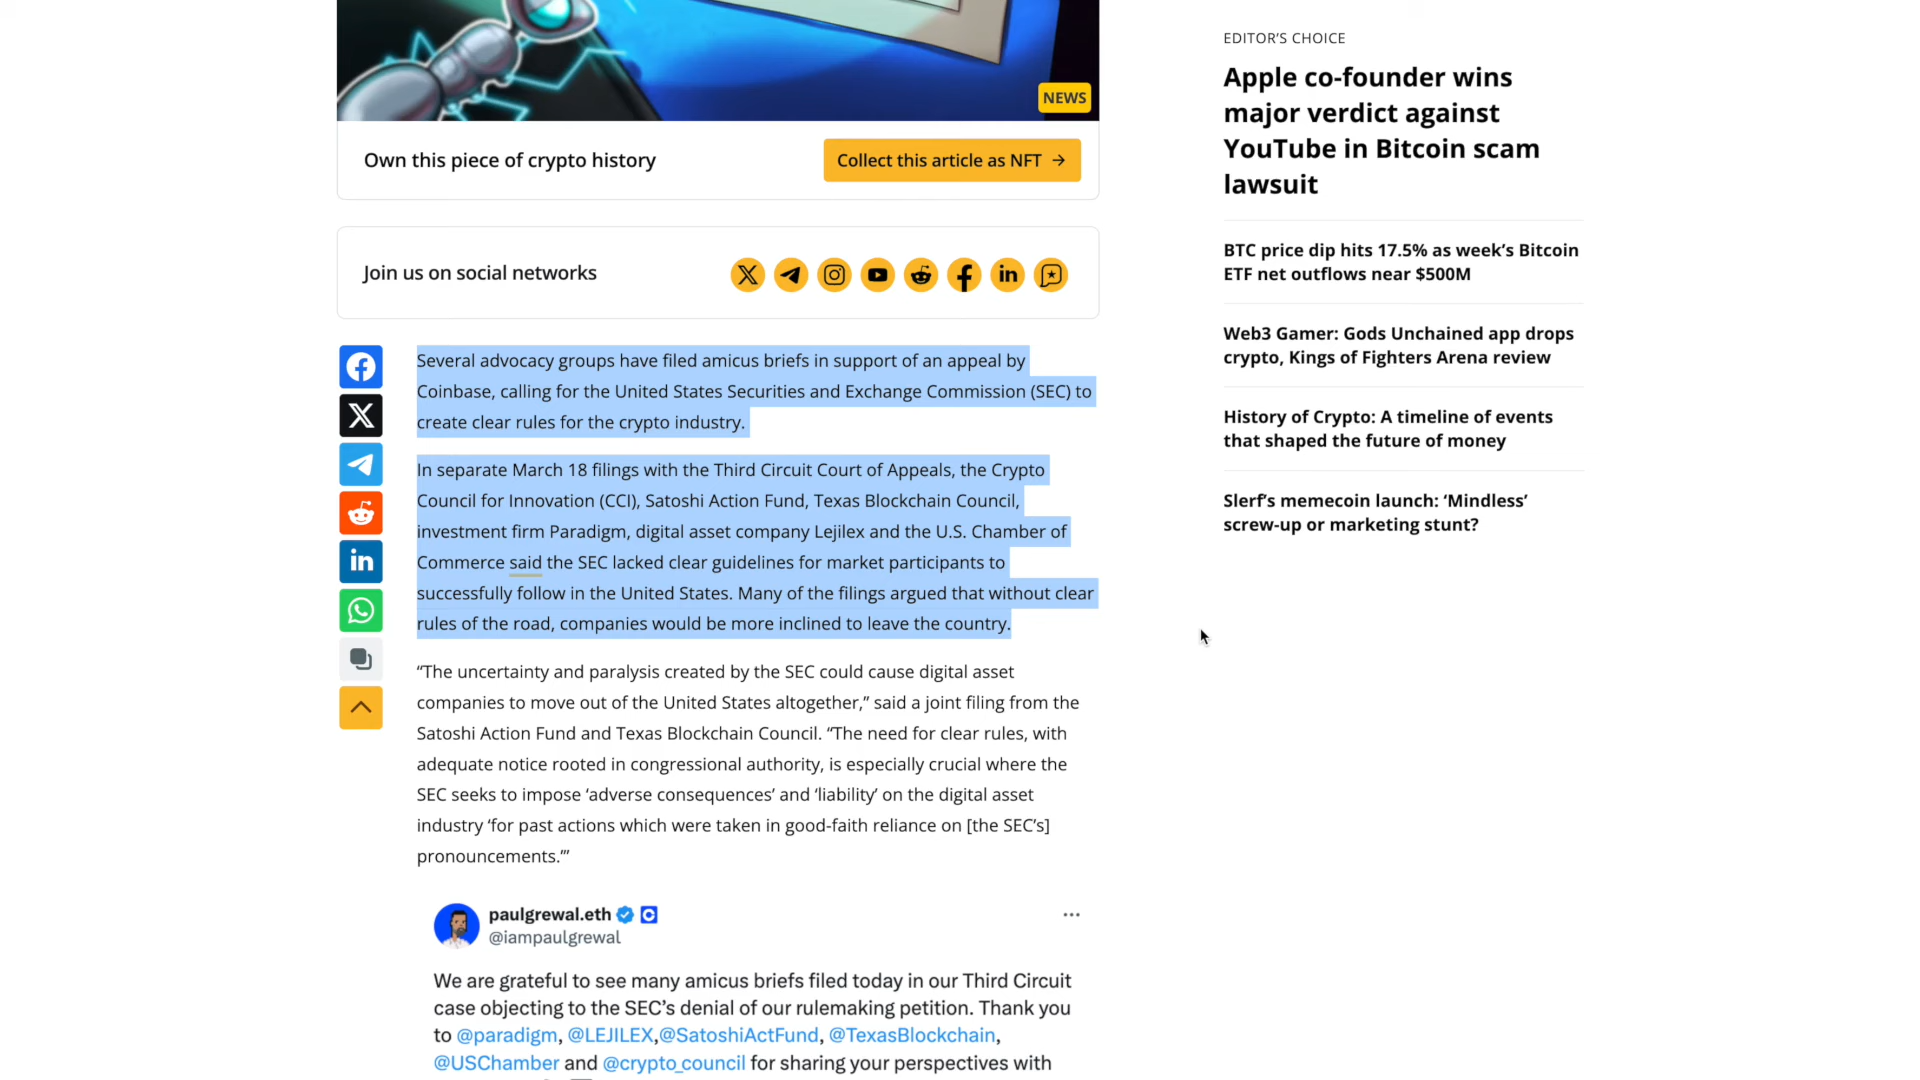 NEWS
Own this piece of crypto history
Collect this article as NFT →
Join us on social networks
Several advocacy groups have filed amicus briefs in support of an appeal by
Coinbase, calling for the United States Securities and Exchange Commission (SEC) to
create clear rules for the crypto industry.
In separate March 18 filings with the Third Circuit Court of Appeals, the Crypto
Council for Innovation (CCI), Satoshi Action Fund, Texas Blockchain Council,
investment firm Paradigm, digital asset company Lejilex and the U.S. Chamber of
Commerce said the SEC lacked clear guidelines for market participants to
successfully follow in the United States. Many of the filings argued that without clear
rules of the road, companies would be more inclined to leave the country.
“The uncertainty and paralysis created by the SEC could cause digital asset
companies to move out of the United States altogether,” said a joint filing from the
Satoshi Action Fund and Texas Blockchain Council. “The need for clear rules, with
adequate notice rooted in congressional authority, is especially crucial where the
SEC seeks to impose ‘adverse consequences’ and ‘liability’ on the digital asset
industry ‘for past actions which were taken in good-faith reliance on [the SEC’s]
pronouncements.’”
paulgrewal.eth
@iampaulgrewal
We are grateful to see many amicus briefs filed today in our Third Circuit
case objecting to the SEC’s denial of our rulemaking petition. Thank you
to @paradigm, @LEJILEX,@SatoshiActFund, @TexasBlockchain,
@USChamber and @crypto_council for sharing your perspectives with
EDITOR’S CHOICE
Apple co-founder wins
major verdict against
YouTube in Bitcoin scam
lawsuit
BTC price dip hits 17.5% as week’s Bitcoin
ETF net outflows near $500M
Web3 Gamer: Gods Unchained app drops
crypto, Kings of Fighters Arena review
History of Crypto: A timeline of events
that shaped the future of money
Slerf’s memecoin launch: ‘Mindless’
screw-up or marketing stunt?